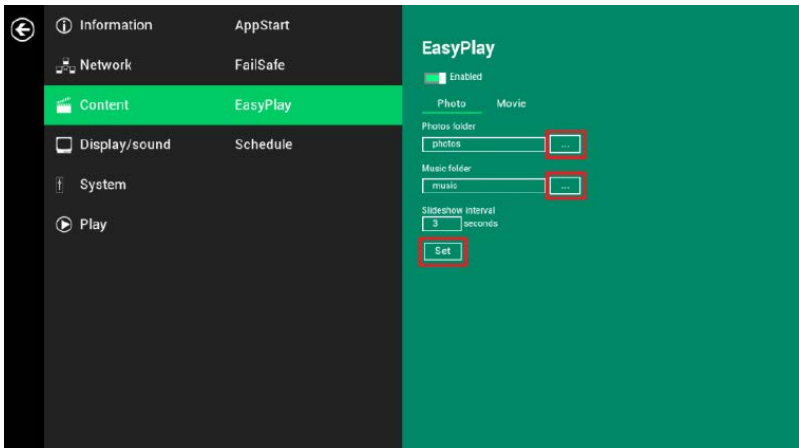 Information
Network
Content
Display/sound
System
Play
AppStart
FailSafe
EasyPlay
Schedule
EasyPlay
Enabled
Photo Movie
Photos folder
photos ...
Music folder
music ...
Slideshow interval
3 seconds
Set